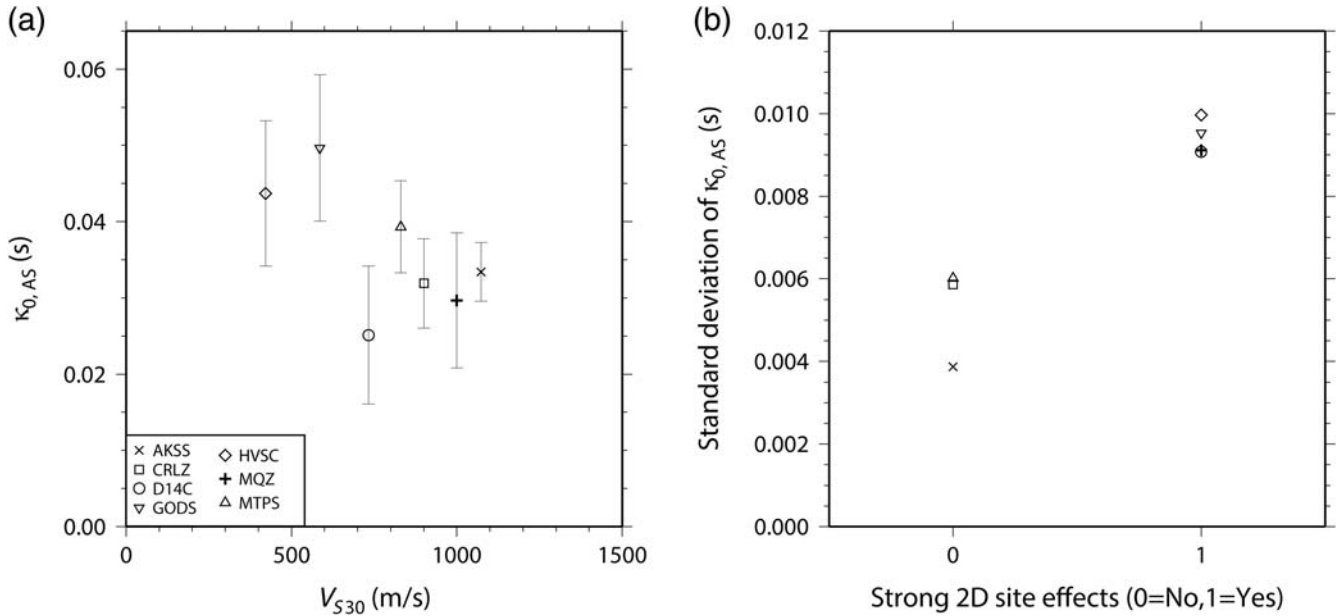 (a)
0.06
0.04
0.02
0.00
κ0, AS (s)
AKSS
CRLZ
D14C
GODS
HVSC
MQZ
MTPS
0 500 1000 1500
VS30 (m/s)
(b)
0.012
0.010
0.008
0.006
0.004
0.002
0.000
Standard deviation of κ0, AS (s)
0 1
Strong 2D site effects (0=No,1=Yes)